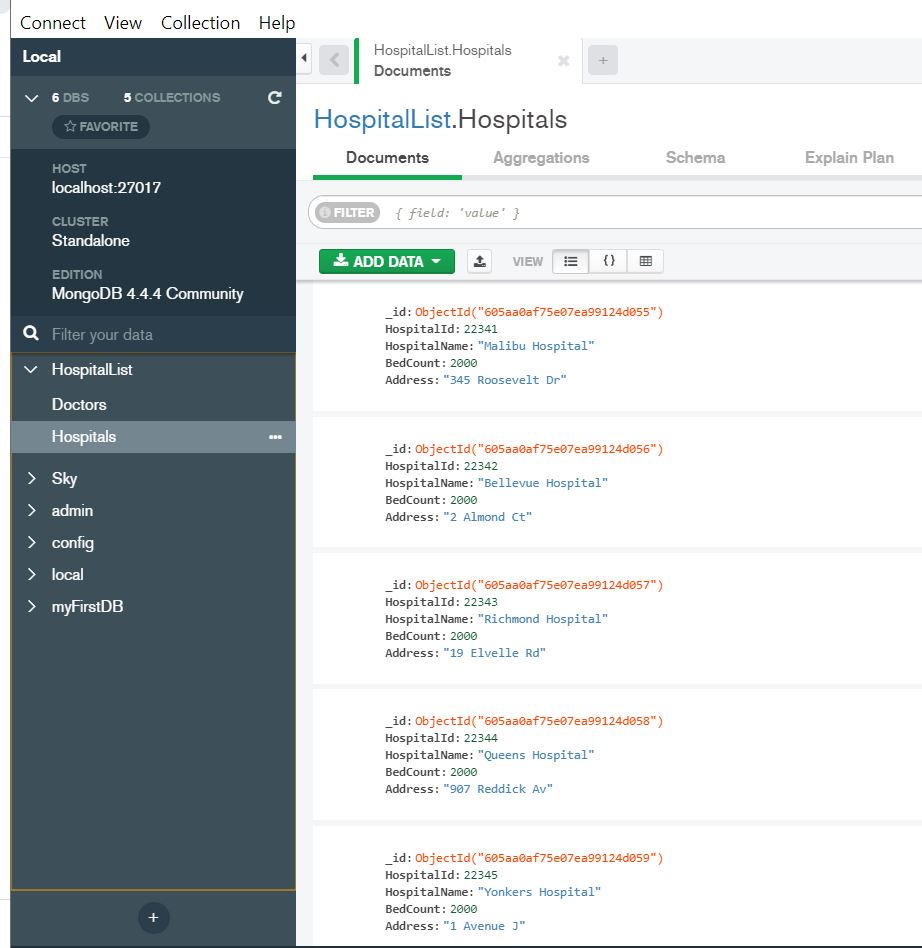 Connect View Collection Help
Local
6 DBS 5 COLLECTIONS
FAVORITE
HOST
localhost:27017
CLUSTER
Standalone
EDITION
MongoDB 4.4.4 Community
Filter your data
HospitalList
Doctors
Hospitals
Sky
admin
config
local
myFirstDB
HospitalList.Hospitals
Documents
HospitalList.Hospitals
Documents Aggregations Schema Explain Plan
FILTER { field: 'value' }
ADD DATA VIEW {}
_id: ObjectId("605aa0af75e07ea99124d055")
HospitalId: 22341
HospitalName: "Malibu Hospital"
BedCount: 2000
Address: "345 Roosevelt Dr"
_id: ObjectId("605aa0af75e07ea99124d056")
HospitalId: 22342
HospitalName: "Bellevue Hospital"
BedCount: 2000
Address: "2 Almond Ct"
_id: ObjectId("605aa0af75e07ea99124d057")
HospitalId: 22343
HospitalName: "Richmond Hospital"
BedCount: 2000
Address: "19 Elvelle Rd"
_id: ObjectId("605aa0af75e07ea99124d058")
HospitalId: 22344
HospitalName: "Queens Hospital"
BedCount: 2000
Address: "907 Reddick Av"
_id: ObjectId("605aa0af75e07ea99124d059")
HospitalId: 22345
HospitalName: "Yonkers Hospital"
BedCount: 2000
Address: "1 Avenue J"